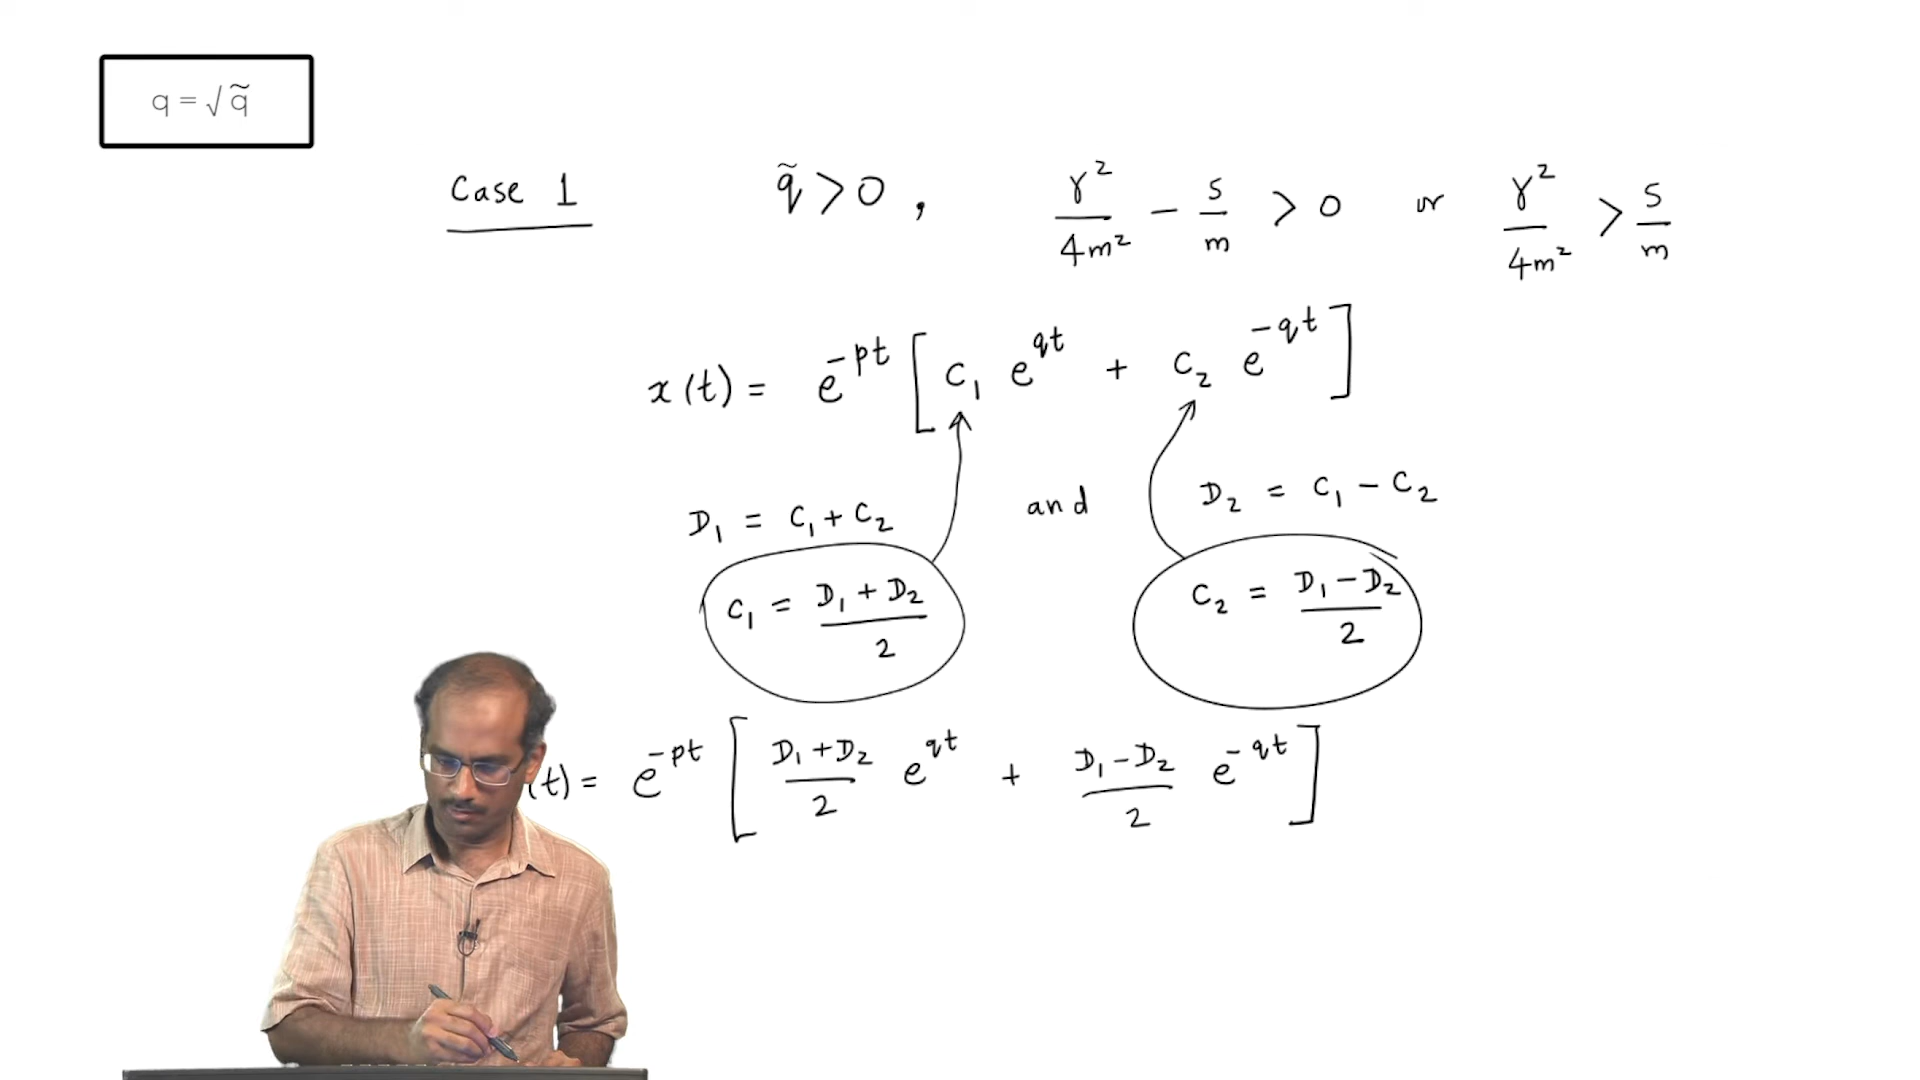 q = √q̃
Case 1 q̃ > 0 , γ²/4m² − s/m > 0 or γ²/4m² > s/m
x(t) = e^{-pt} [ C₁ e^{qt} + C₂ e^{-qt} ]
D₁ = C₁ + C₂ and D₂ = C₁ − C₂
C₁ = (D₁ + D₂)/2 C₂ = (D₁ − D₂)/2
(t) = e^{-pt} [ (D₁ + D₂)/2 e^{qt} + (D₁ − D₂)/2 e^{-qt} ]